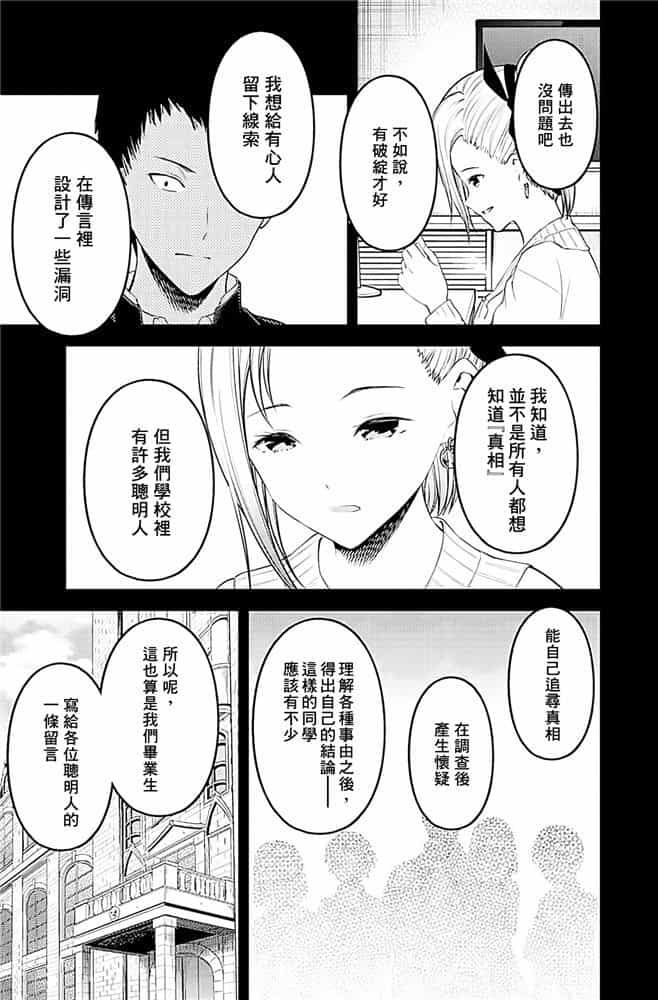 傳出去也
沒問題吧
不如說，
有破綻才好
我想給有心人
留下線索
在傳言裡
設計了一些漏洞
我知道，
並不是所有人都想
知道『真相』
但我們學校裡
有許多聰明人
能自己追尋真相
在調查後
產生懷疑
理解各種事由之後，
得出自己的結論——
這樣的同學
應該有不少
所以呢，
這也算是我們畢業生
寫給各位聰明人的
一條留言